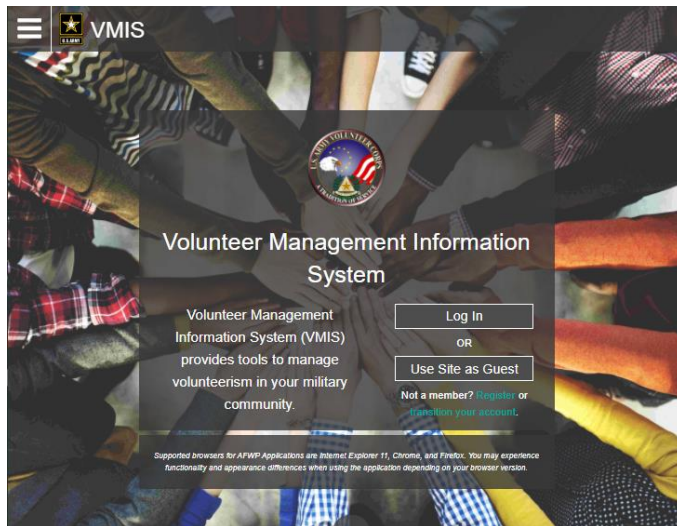 U.S.ARMY
VMIS
U.S. ARMY VOLUNTEER CORPS
A TRADITION OF SERVICE
Volunteer Management Information
System
Volunteer Management
Information System (VMIS)
provides tools to manage
volunteerism in your military
community.
Log In
OR
Use Site as Guest
Not a member? Register or
transition your account.
Supported browsers for AFWP Applications are Internet Explorer 11, Chrome, and Firefox. You may experience
functionality and appearance differences when using the application depending on your browser version.